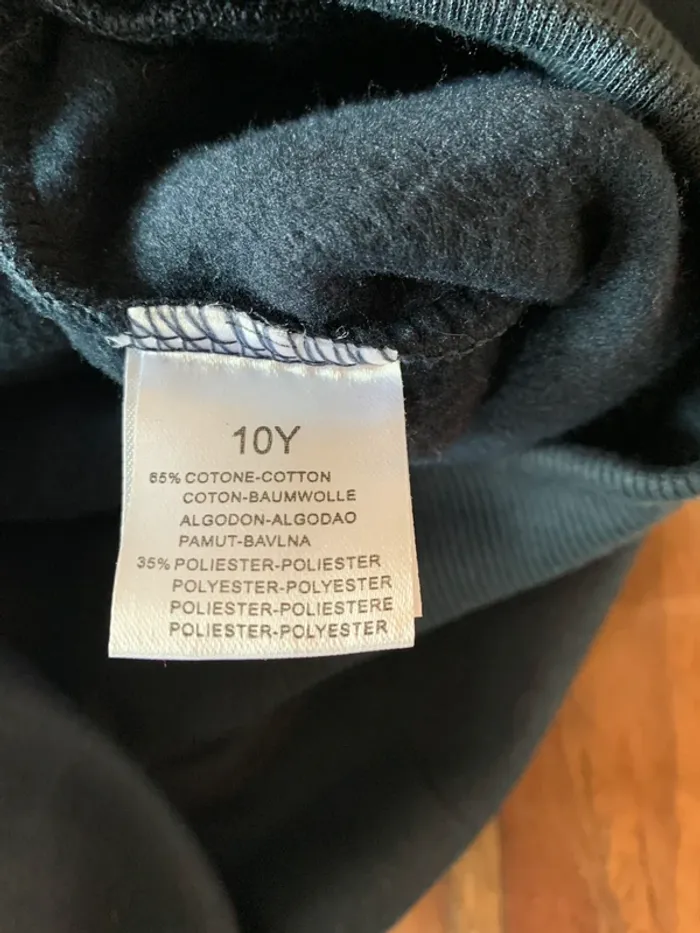 10Y
65% COTONE-COTTON
COTON-BAUMWOLLE
ALGODON-ALGODAO
PAMUT-BAVLNA
35% POLIESTER-POLIESTER
POLYESTER-POLYESTER
POLIESTER-POLIESTERE
POLIESTER-POLYESTER